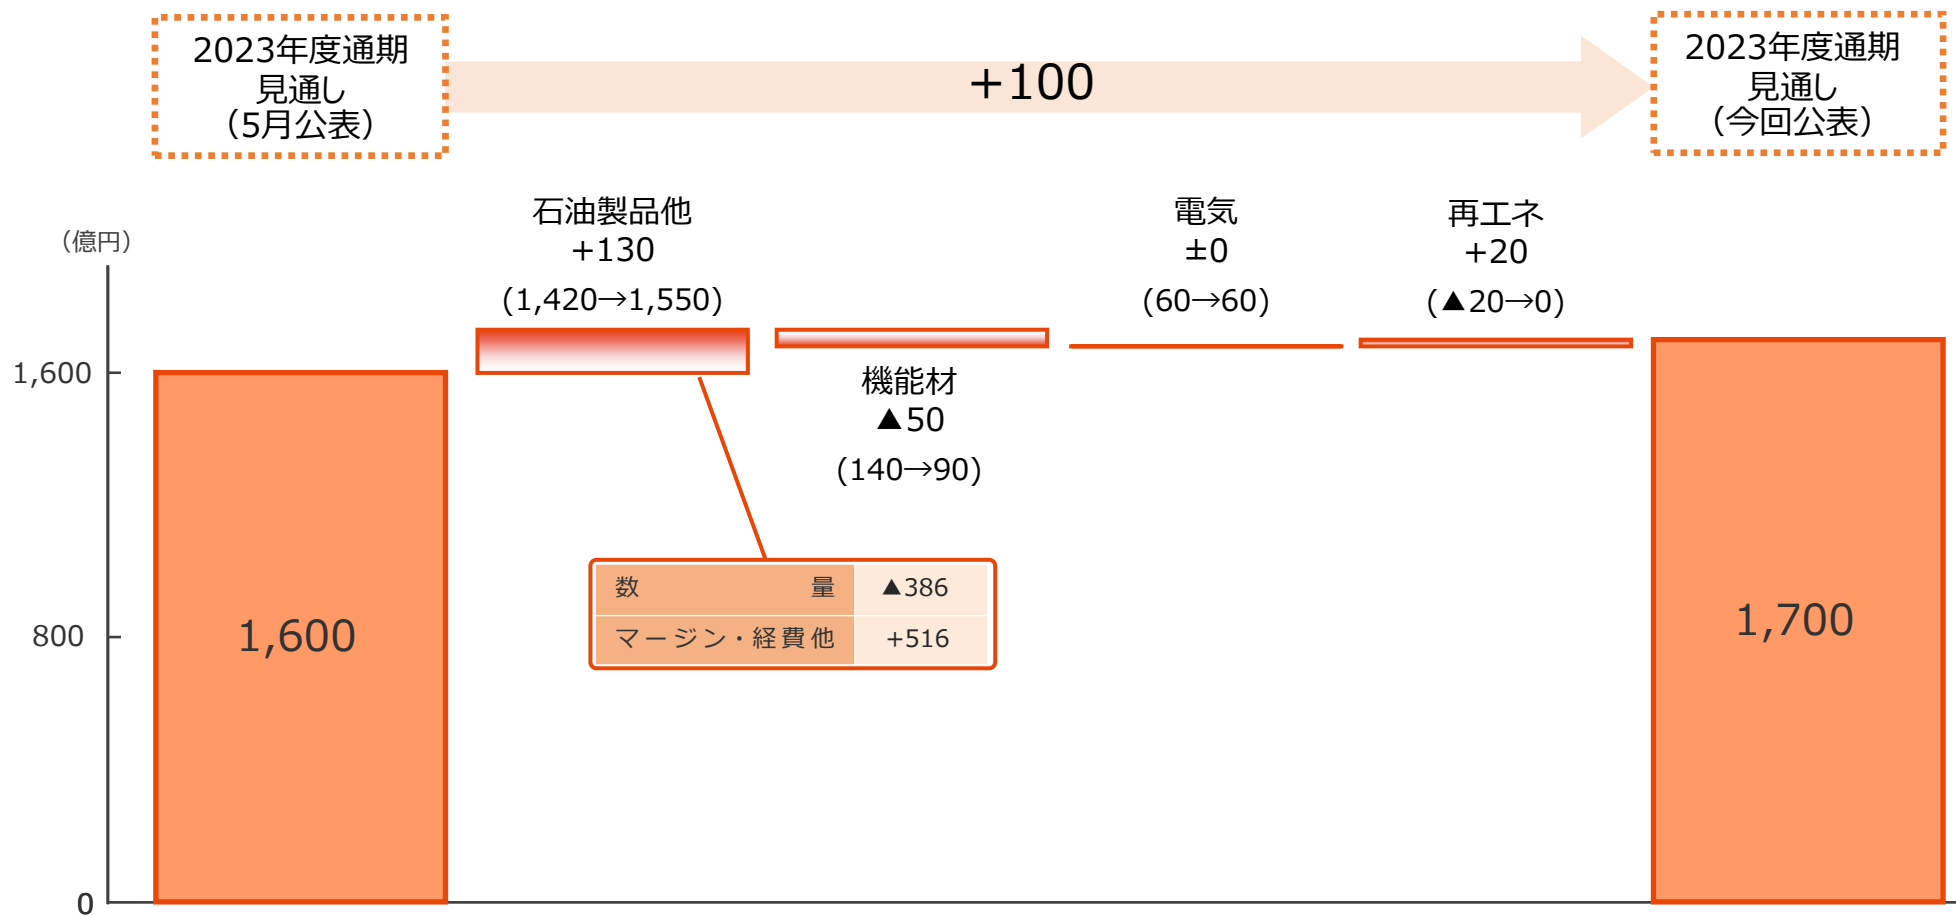 2023年度通期
見通し
（5月公表）
+100
2023年度通期
見通し
（今回公表）
（億円）
石油製品他
+130
(1,420→1,550)
電気
±0
(60→60)
再エネ
+20
(▲20→0)
1,600
機能材
▲50
(140→90)
数量 ▲386
マージン・経費他 +516
800
1,600
1,700
0